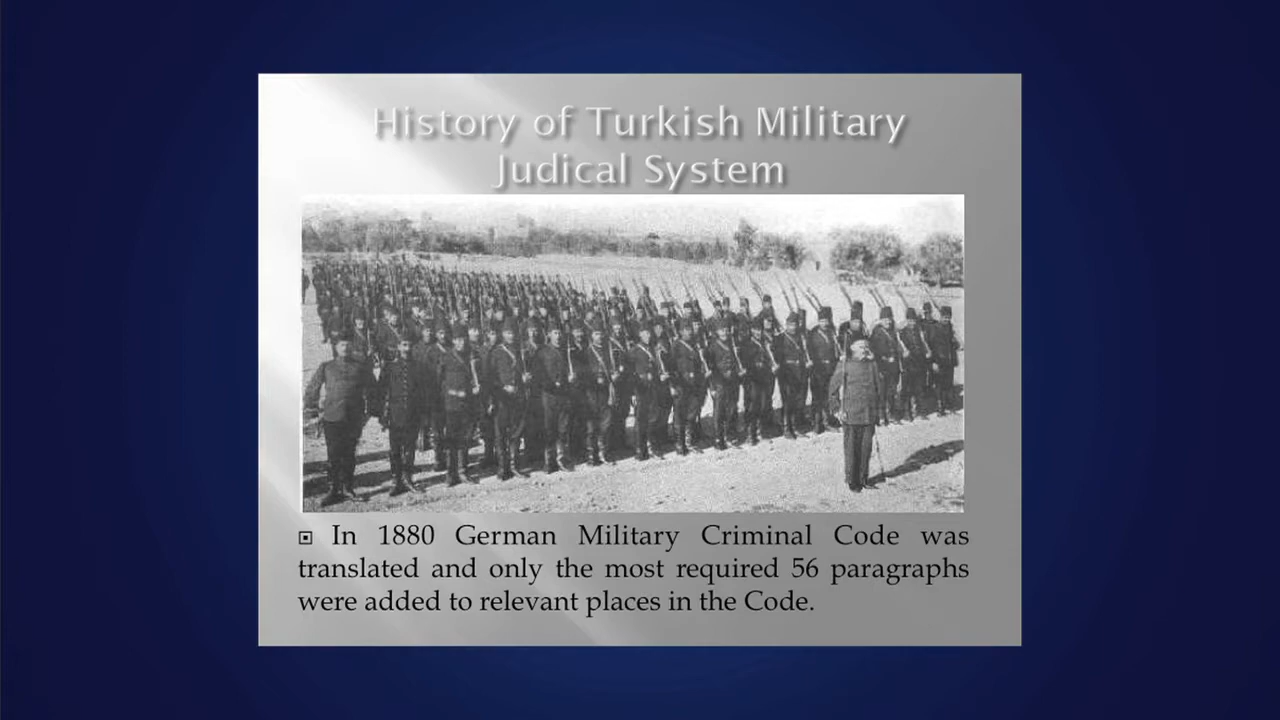 History of Turkish Military
Judical System
In 1880 German Military Criminal Code was
translated and only the most required 56 paragraphs
were added to relevant places in the Code.